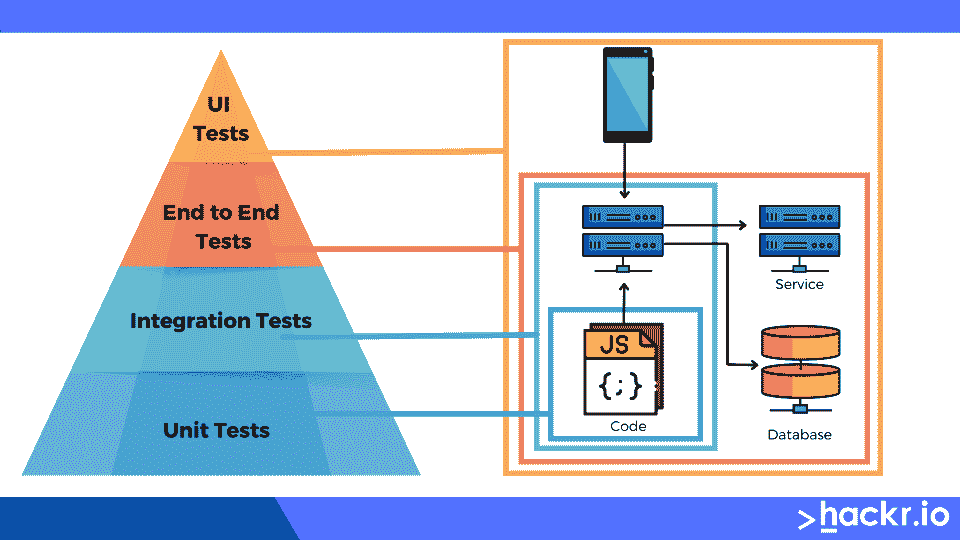 UI
Tests
End to End
Tests
Integration Tests
Unit Tests
JS
{;}
Code
Service
Database
>hackr.io